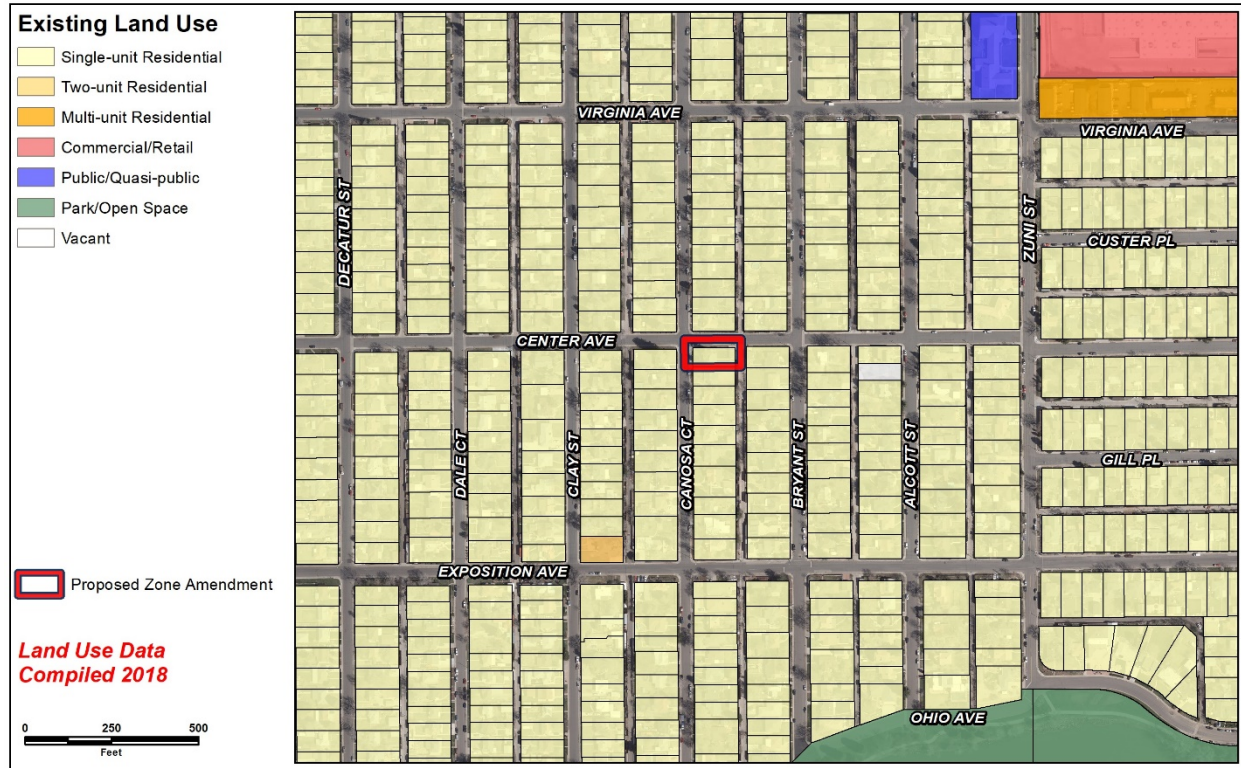 Existing Land Use
Single-unit Residential
Two-unit Residential
Multi-unit Residential
Commercial/Retail
Public/Quasi-public
Park/Open Space
Vacant
Proposed Zone Amendment
Land Use Data
Compiled 2018
0 250 500
Feet
VIRGINIA AVE
VIRGINIA AVE
DECATUR ST
ZUNI ST
CUSTER PL
CENTER AVE
DALE CT
CLAY ST
CANOSA CT
BRYANT ST
ALCOTT ST
GILL PL
EXPOSITION AVE
OHIO AVE